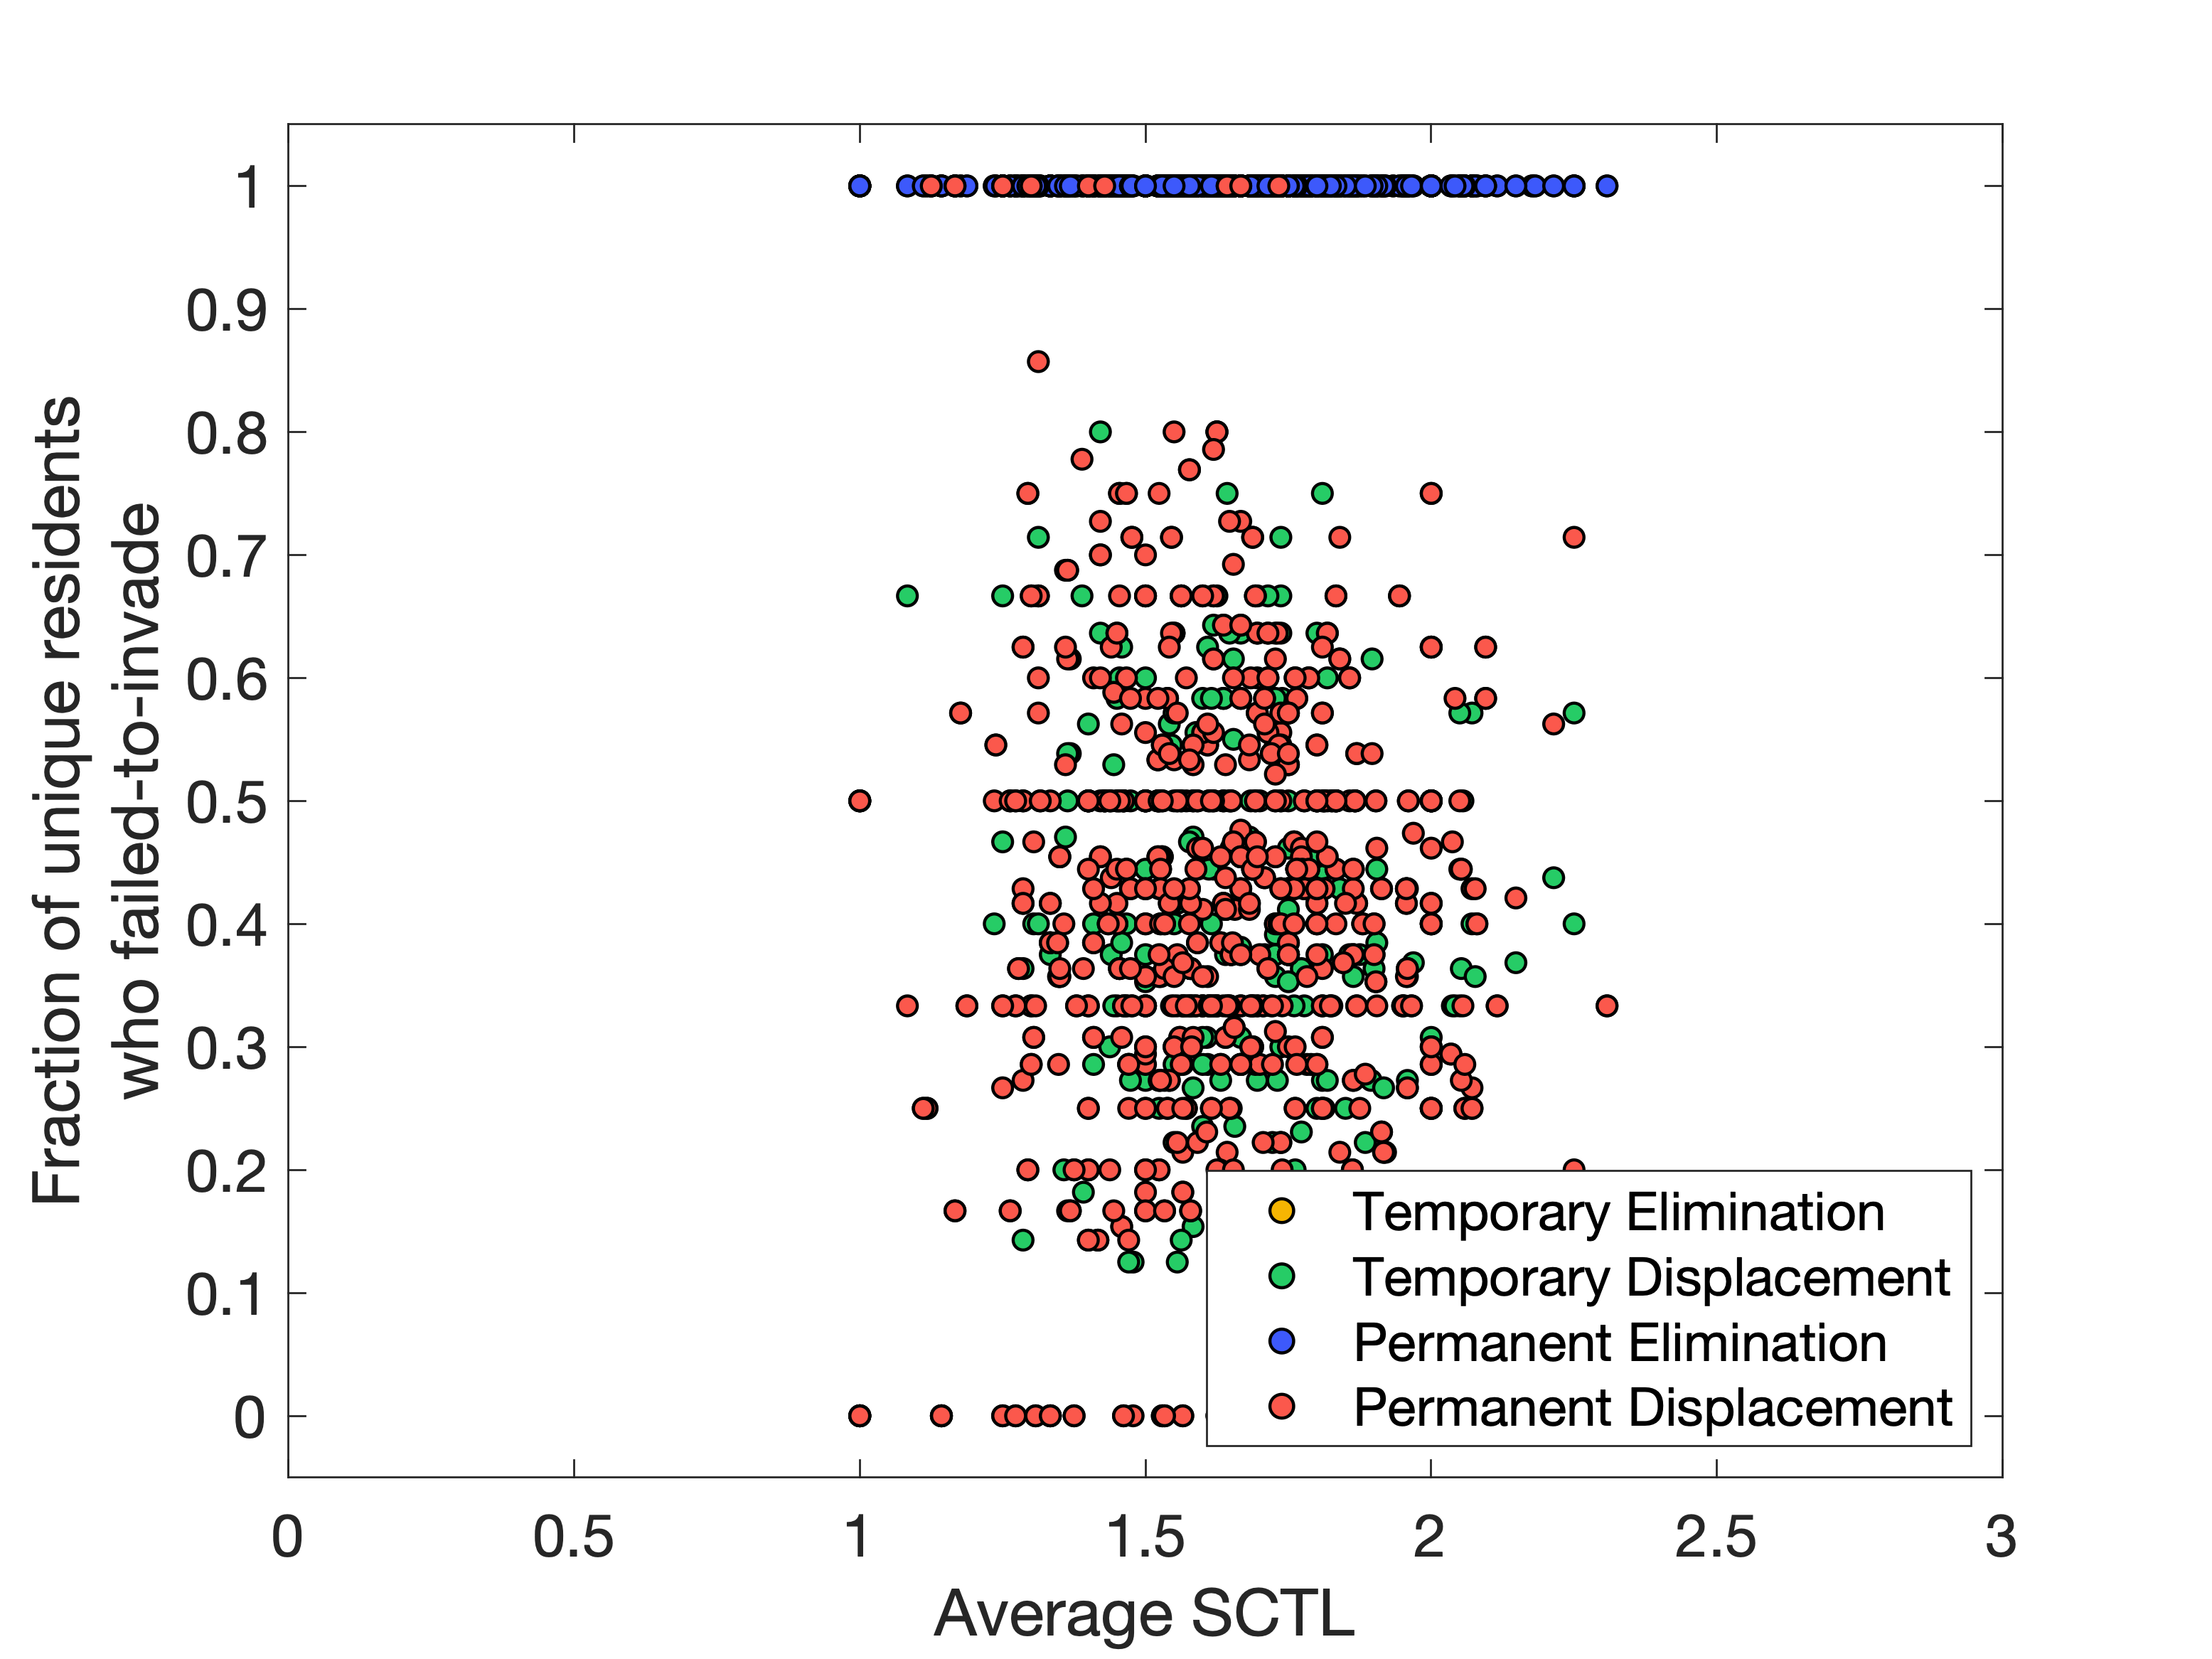 Fraction of unique residents
who failed-to-invade
1
0.9
0.8
0.7
0.6
0.5
0.4
0.3
0.2
0.1
0
Temporary Elimination
Temporary Displacement
Permanent Elimination
Permanent Displacement
0 0.5 1 1.5 2 2.5 3
Average SCTL